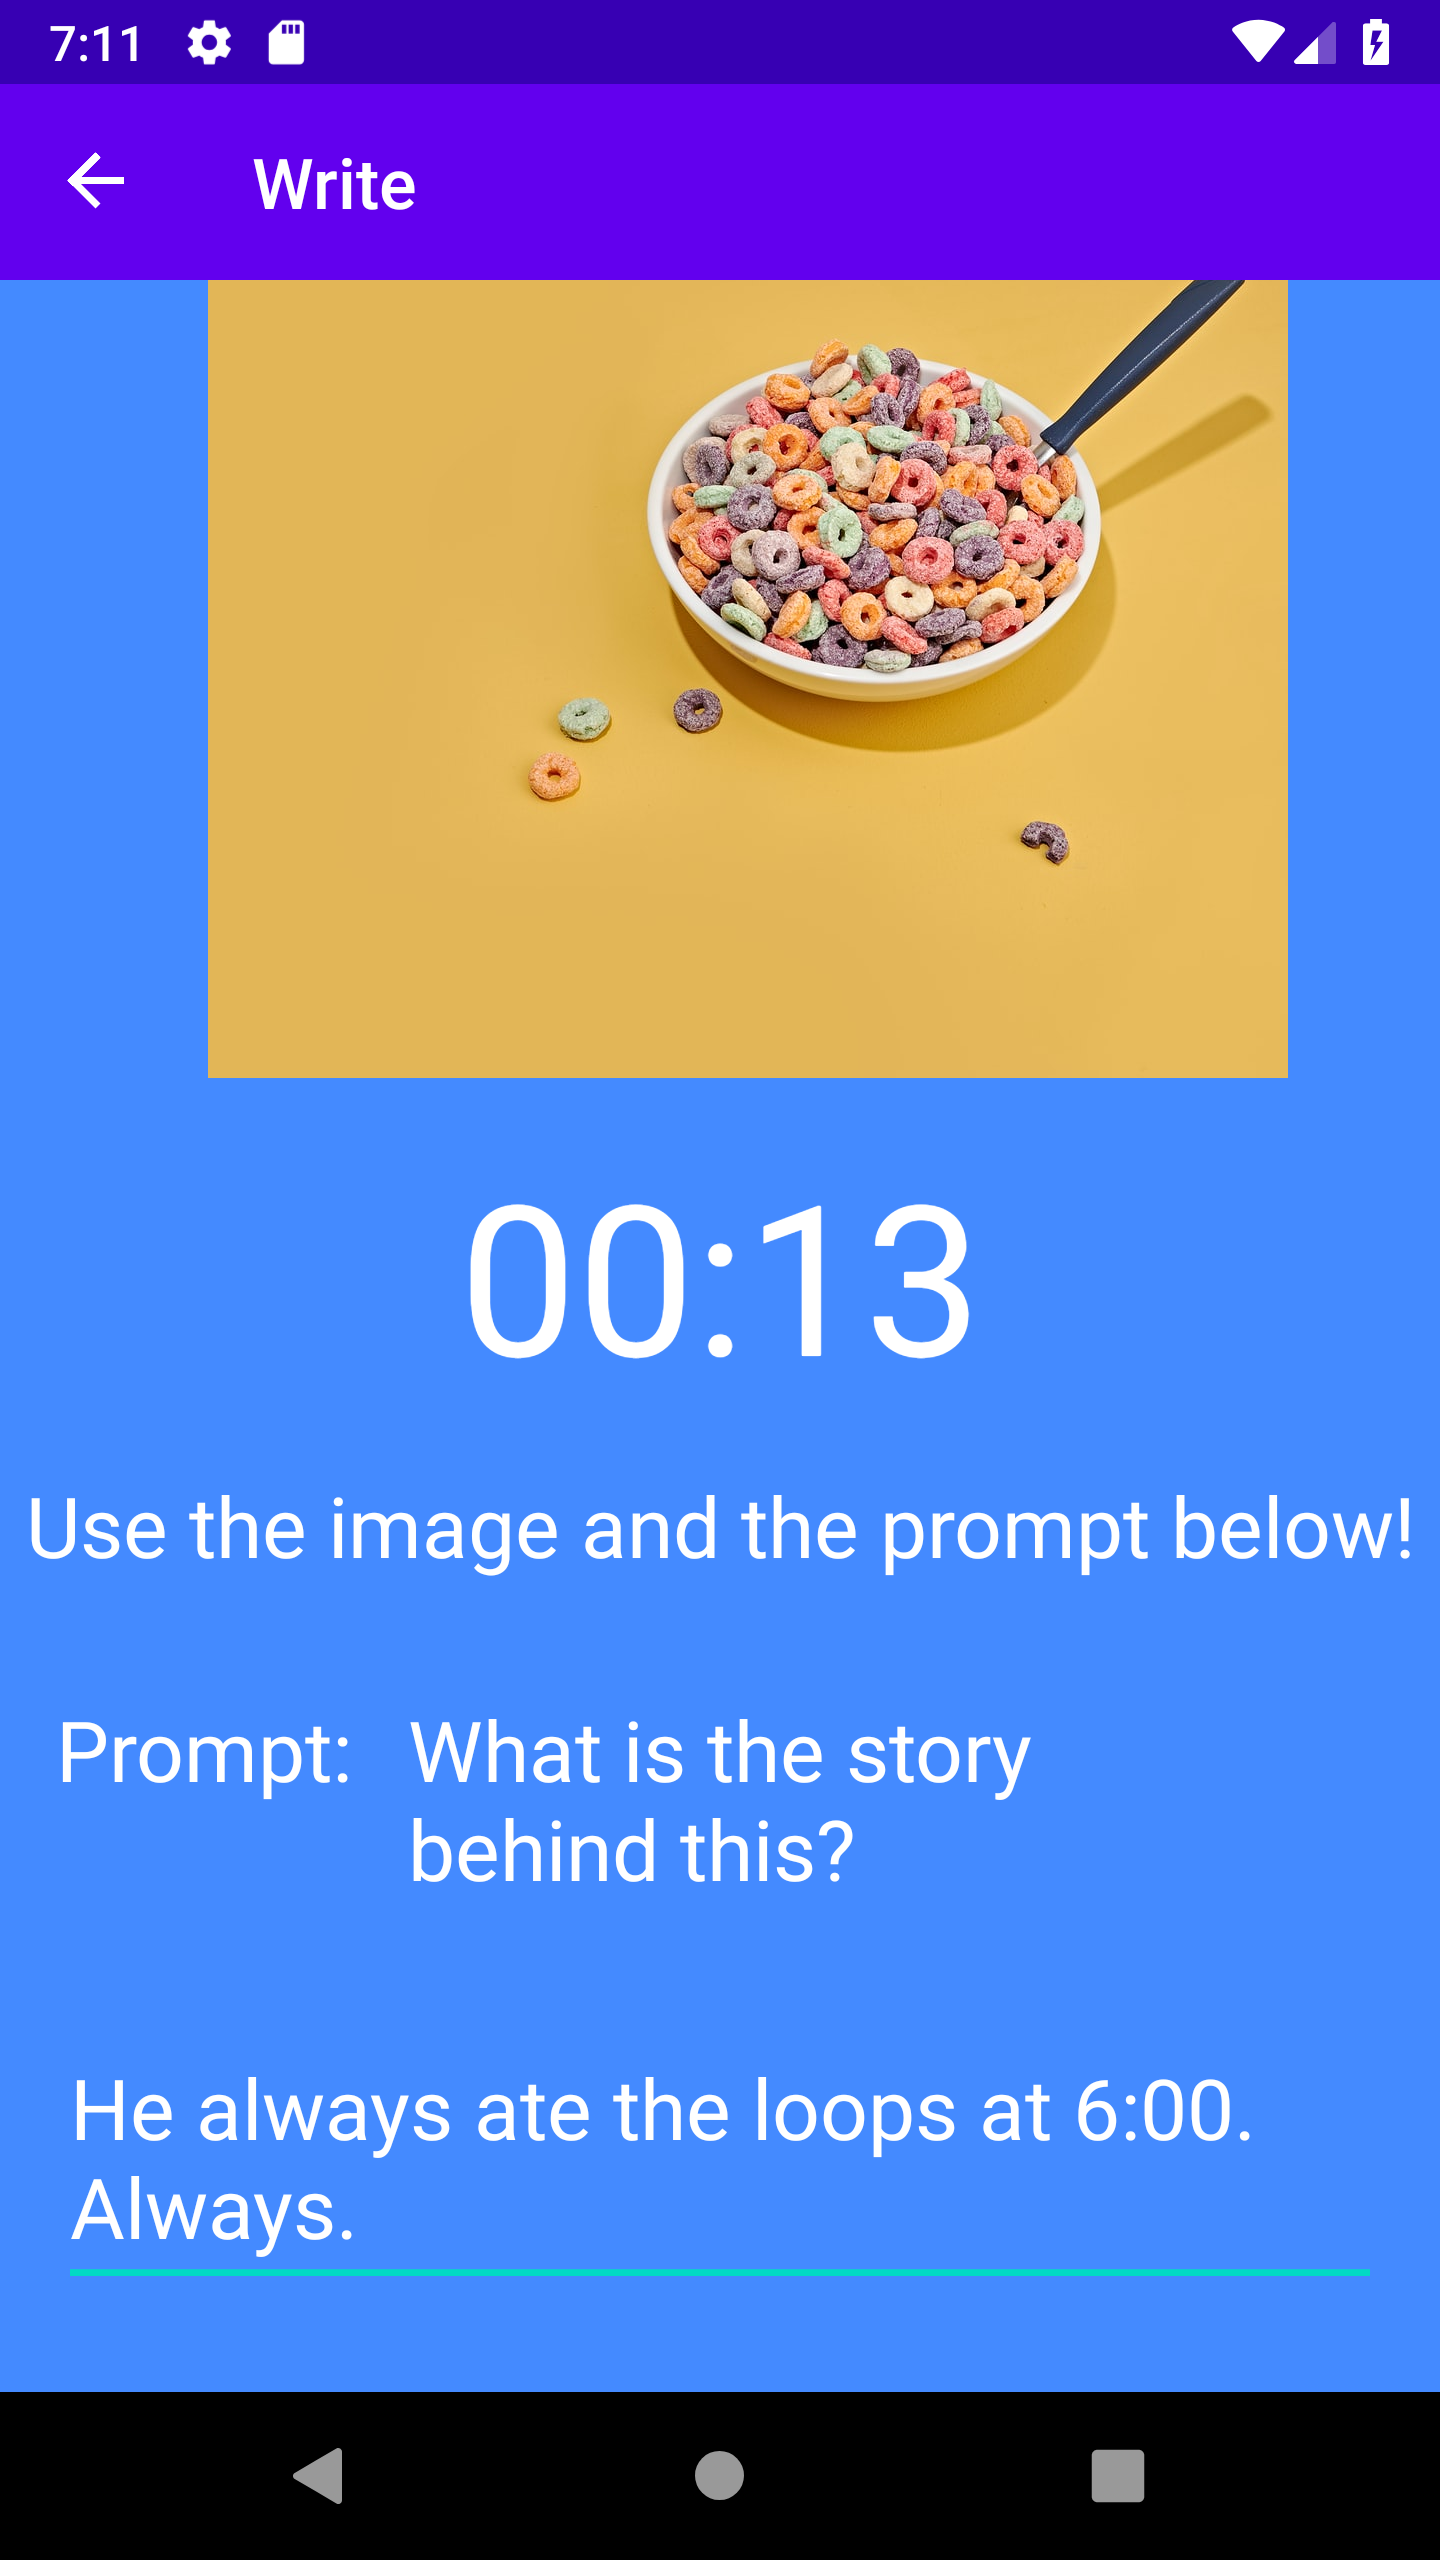 7:11
Write
00:13
Use the image and the prompt below!
Prompt: What is the story
behind this?
He always ate the loops at 6:00.
Always.